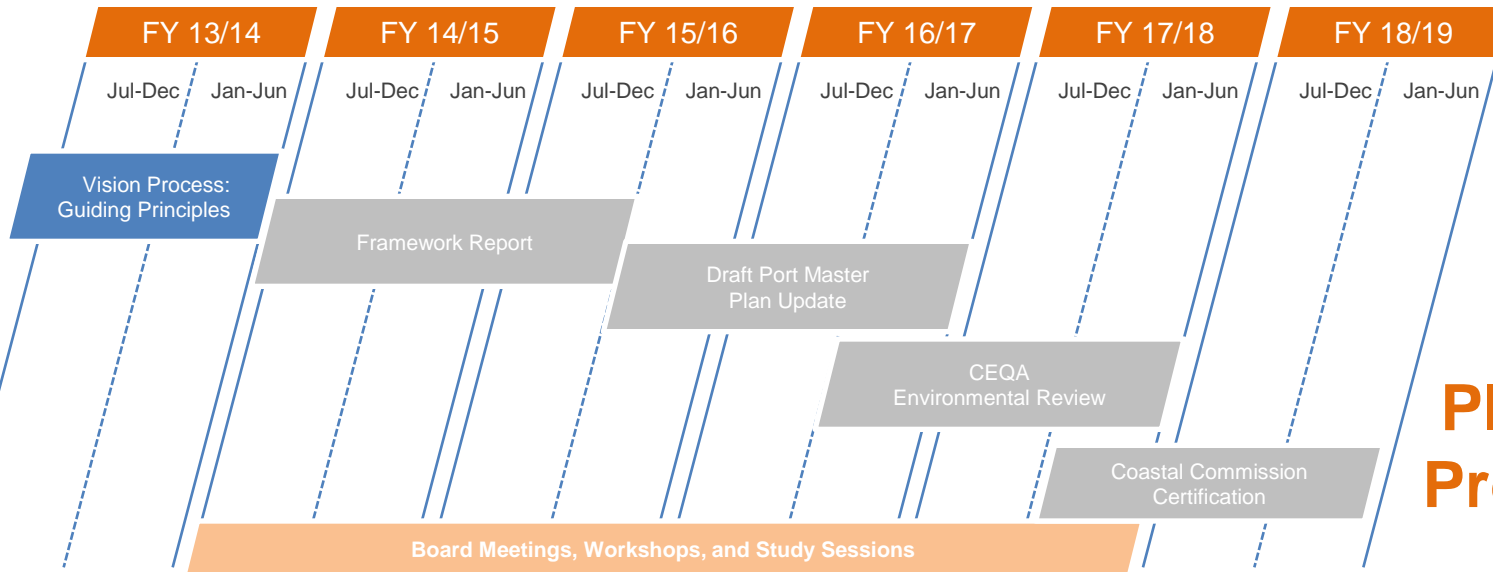 FY 13/14 FY 14/15 FY 15/16 FY 16/17 FY 17/18 FY 18/19
Jul-Dec Jan-Jun Jul-Dec Jan-Jun Jul-Dec Jan-Jun Jul-Dec Jan-Jun Jul-Dec Jan-Jun Jul-Dec Jan-Jun
Vision Process:
Guiding Principles
Framework Report
Draft Port Master
Plan Update
CEQA
Environmental Review
Coastal Commission
Certification
Board Meetings, Workshops, and Study Sessions